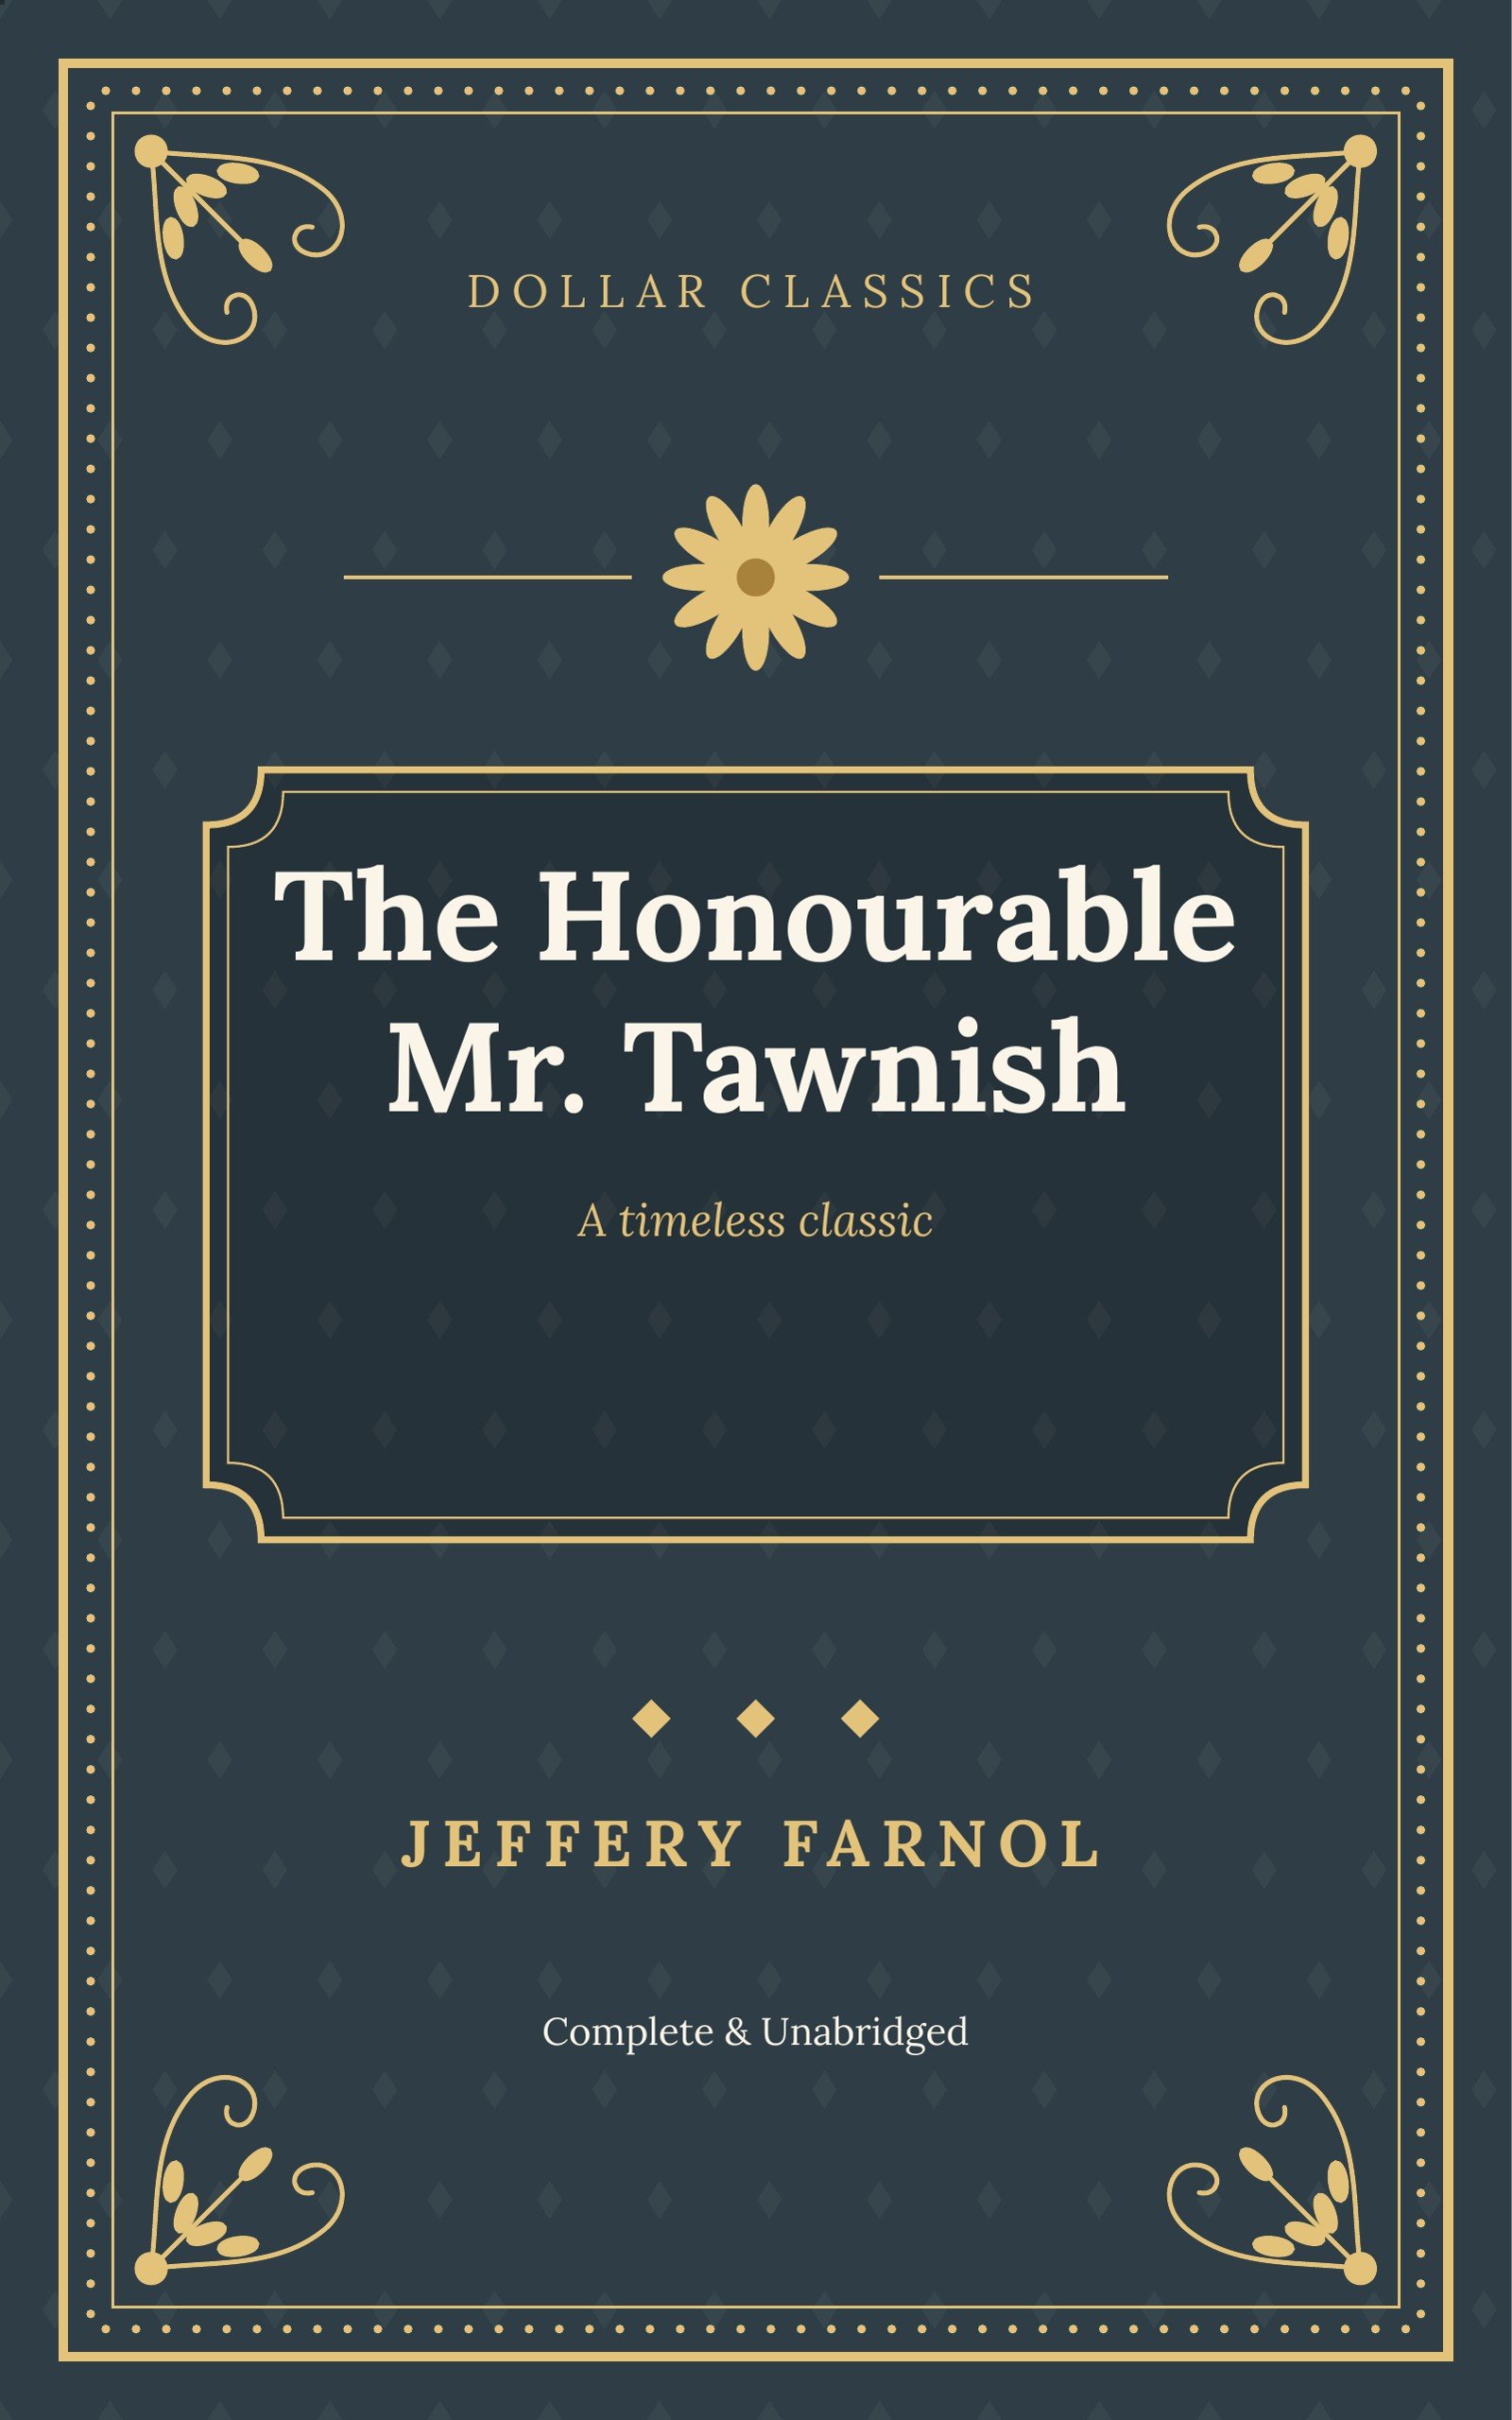 DOLLAR CLASSICS
The Honourable
Mr. Tawnish
A timeless classic
JEFFERY FARNOL
Complete & Unabridged